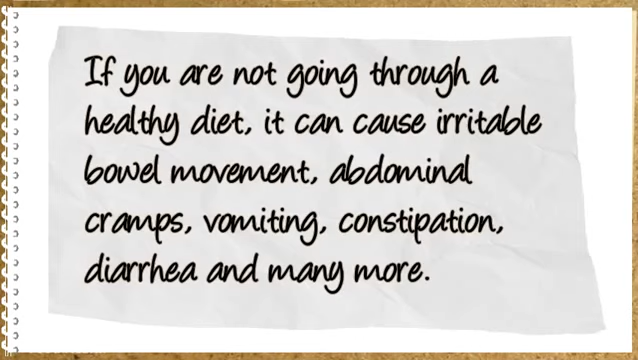 If you are not going through a
healthy diet, it can cause irritable
bowel movement, abdominal
cramps, vomiting, constipation,
diarrhea and many more.